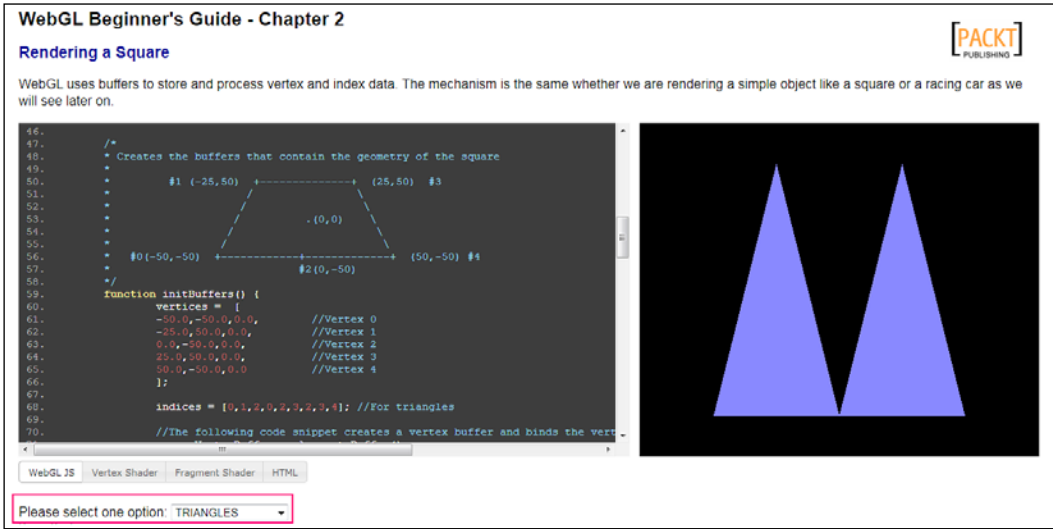 WebGL Beginner's Guide - Chapter 2
[PACKT]
PUBLISHING
Rendering a Square
WebGL uses buffers to store and process vertex and index data. The mechanism is the same whether we are rendering a simple object like a square or a racing car as we
will see later on.
46.
47. /*
48. * Creates the buffers that contain the geometry of the square
49. *
50. * #1 (-25,50) +--------------+ (25,50) #3
51. * / \
52. * / \
53. * / .(0,0) \
54. * / \
55. * / \
56. * #0(-50,-50) +------------+-------------+ (50,-50) #4
57. * #2(0,-50)
58. */
59. function initBuffers() {
60. vertices = [
61. -50.0,-50.0,0.0, //Vertex 0
62. -25.0,50.0,0.0, //Vertex 1
63. 0.0,-50.0,0.0, //Vertex 2
64. 25.0,50.0,0.0, //Vertex 3
65. 50.0,-50.0,0.0 //Vertex 4
66. ];
67.
68. indices = [0,1,2,0,2,3,2,3,4]; //For triangles
69.
70. //The following code snippet creates a vertex buffer and binds the vert
WebGL JS Vertex Shader Fragment Shader HTML
Please select one option: TRIANGLES